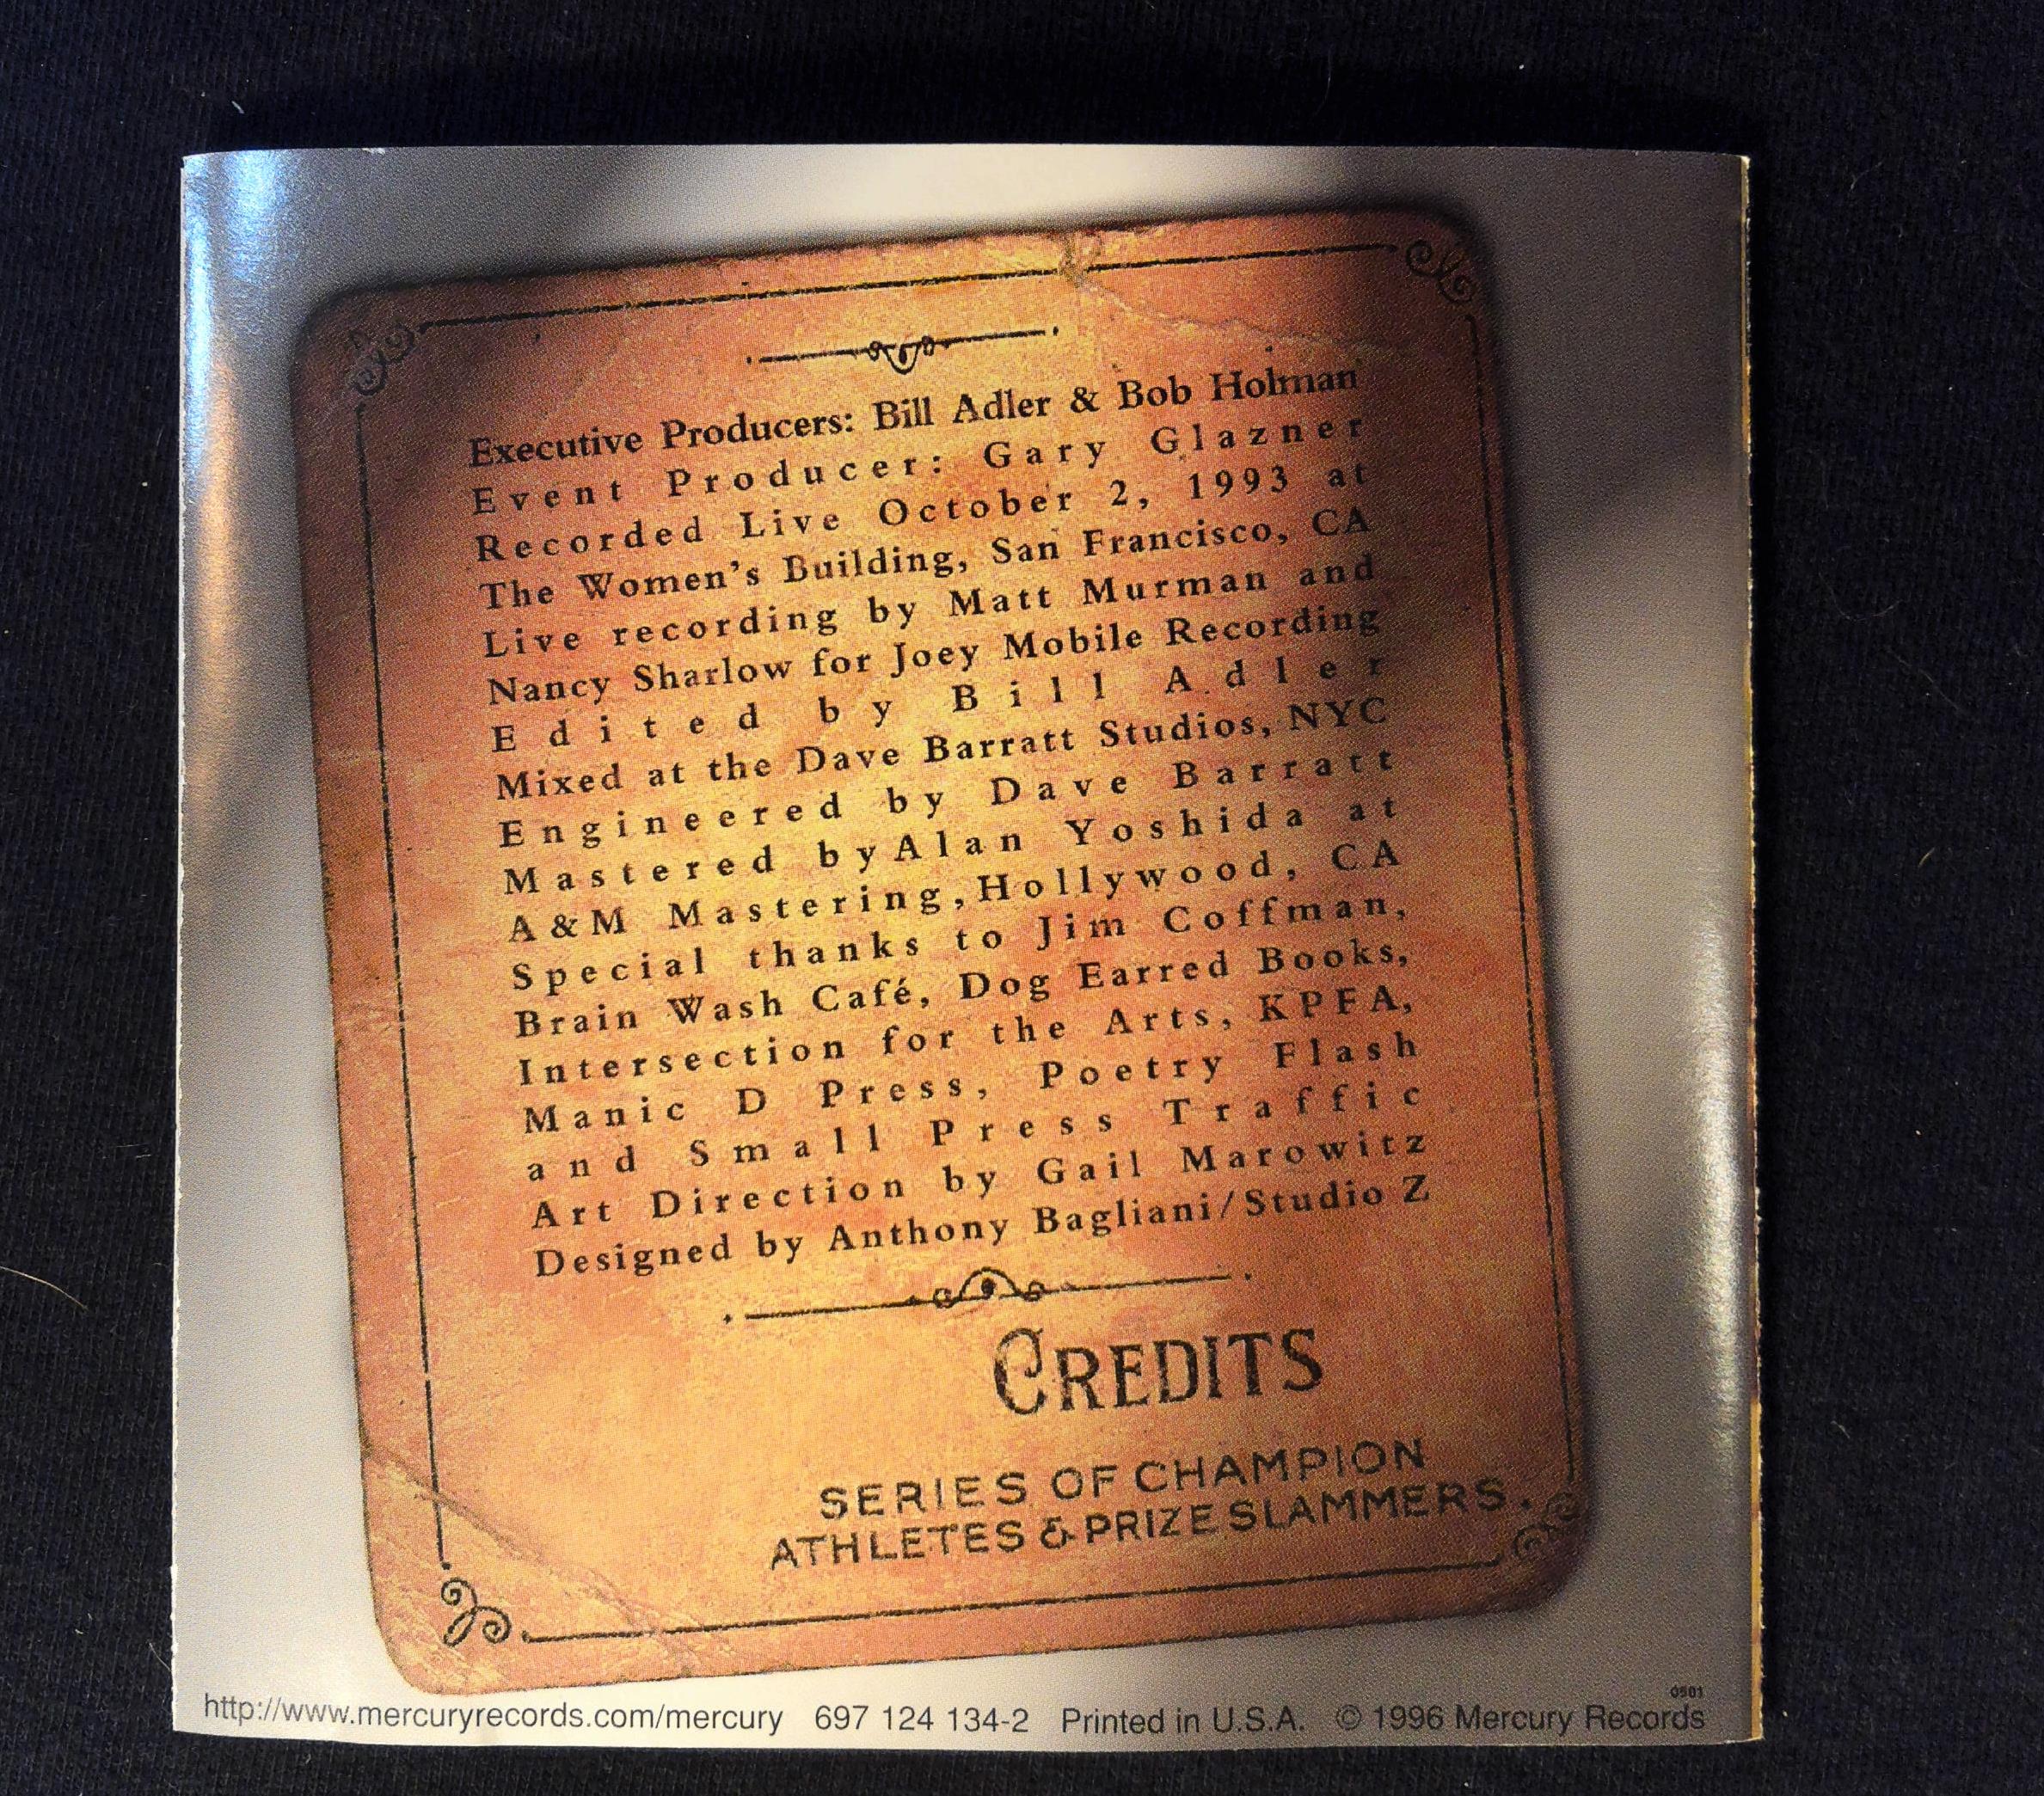 Executive Producers: Bill Adler & Bob Holman
Event Producer: Gary Glazner
Recorded Live October 2, 1993 at
The Women's Building, San Francisco, CA
Live recording by Matt Murman and
Nancy Sharlow for Joey Mobile Recording
Edited by Bill Adler
Mixed at the Dave Barratt Studios, NYC
Engineered by Dave Barratt
Mastered by Alan Yoshida at
A&M Mastering, Hollywood, CA
Special thanks to Jim Coffman,
Brain Wash Café, Dog Earred Books,
Intersection for the Arts, KPFA,
Manic D Press, Poetry Flash
and Small Press Traffic
Art Direction by Gail Marowitz
Designed by Anthony Bagliani/Studio Z
CREDITS
SERIES OF CHAMPION
ATHLETES & PRIZE SLAMMERS.
0501
http://www.mercuryrecords.com/mercury 697 124 134-2 Printed in U.S.A. © 1996 Mercury Records